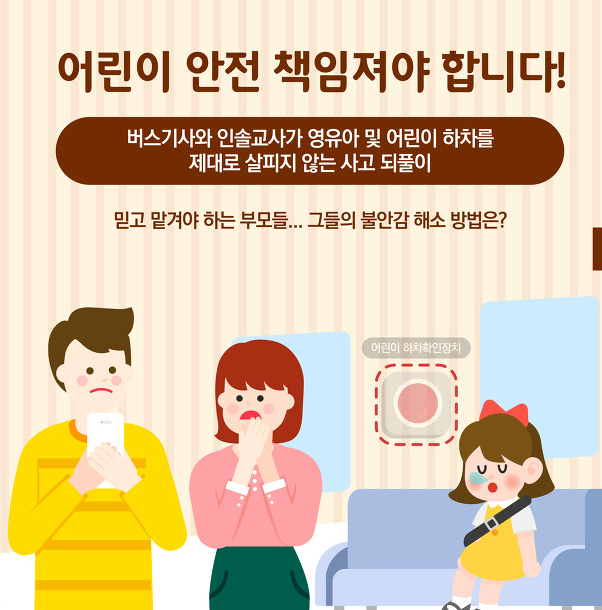 어린이 안전 책임져야 합니다!
버스기사와 인솔교사가 영유아 및 어린이 하차를
제대로 살피지 않는 사고 되풀이
믿고 맡겨야 하는 부모들... 그들의 불안감 해소 방법은?
어린이 하차확인장치